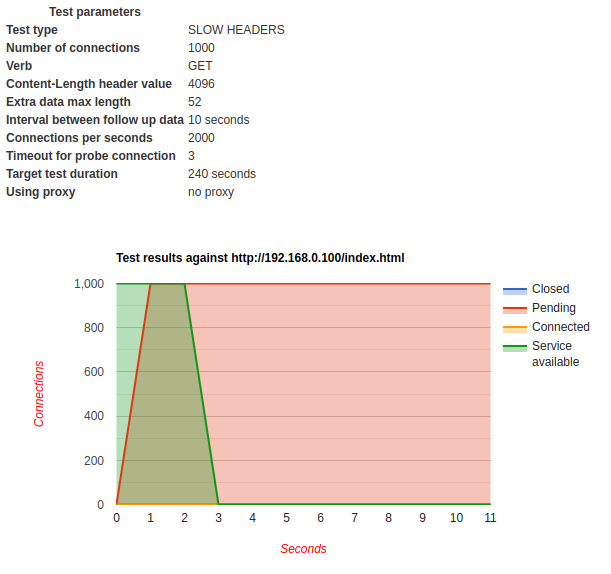 Test parameters
Test type SLOW HEADERS
Number of connections 1000
Verb GET
Content-Length header value 4096
Extra data max length 52
Interval between follow up data 10 seconds
Connections per seconds 2000
Timeout for probe connection 3
Target test duration 240 seconds
Using proxy no proxy
Test results against http://192.168.0.100/index.html
Connections
1,000
800
600
400
200
0
0 1 2 3 4 5 6 7 8 9 10 11
Seconds
Closed
Pending
Connected
Service
available